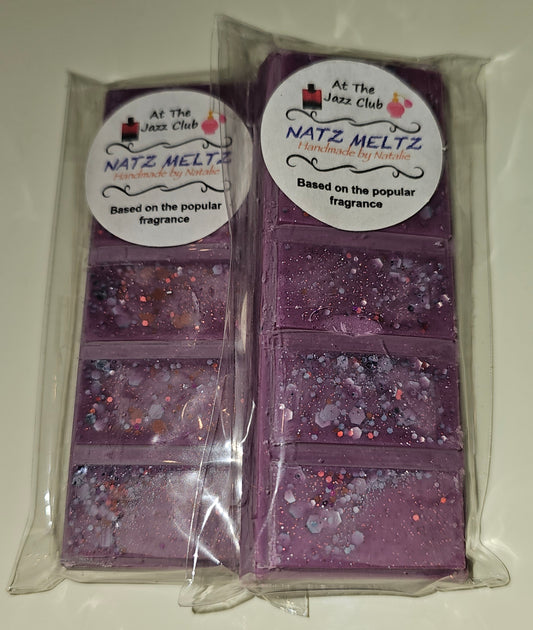 At The
Jazz Club
NATZ MELTZ
Handmade by Natalie
Based on the popular
fragrance
At The
Jazz Club
NATZ MELTZ
Handmade by Natalie
Based on the popular
fragrance